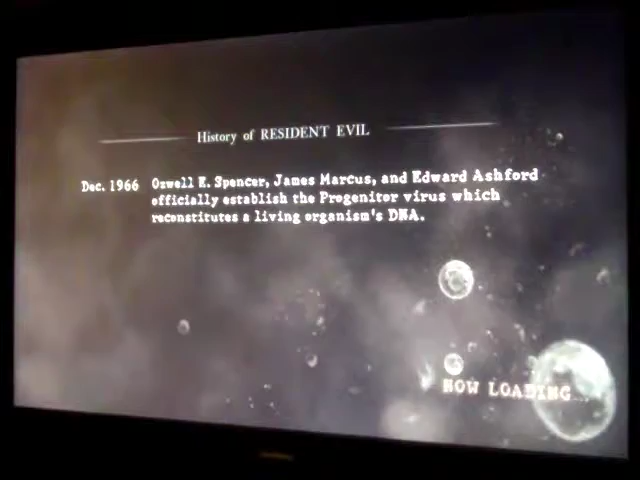 History of RESIDENT EVIL
Dec. 1966 Ozwell E. Spencer, James Marcus, and Edward Ashford
officially establish the Progenitor virus which
reconstitutes a living organism's DNA.
NOW LOADING...